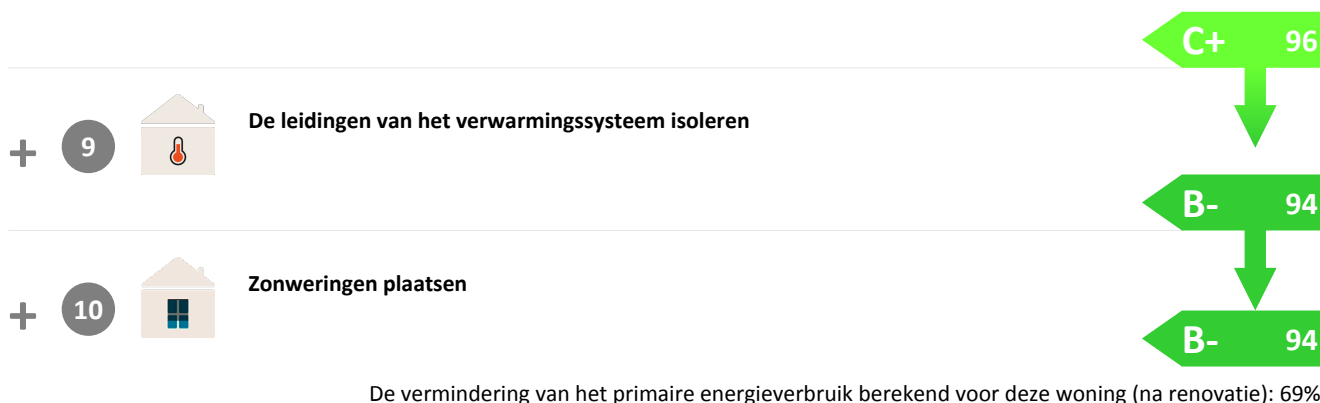 C+ 96
+ 9 De leidingen van het verwarmingssysteem isoleren
B- 94
+ 10 Zonweringen plaatsen
B- 94
De vermindering van het primaire energieverbruik berekend voor deze woning (na renovatie): 69%